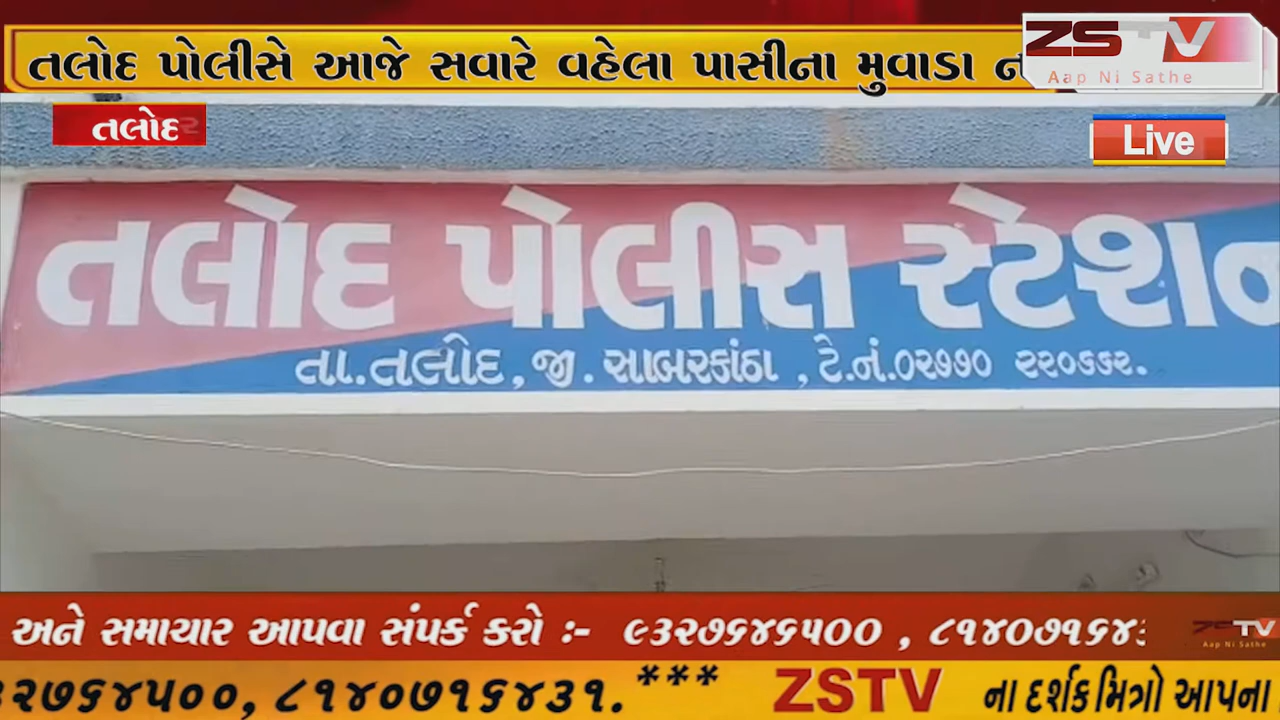 તલોદ પોલીસે આજે સવારે વહેલા પાસીના મુવાડા
ZSTV
Aap Ni Sathe
તલોદ
Live
તલોદ પોલીસ સ્ટેશન
તા.તલોદ, જી. સાબરકાંઠા , ટે.નં.૦૨૭૭૦ ૨૨૦૬૬૨.
અને સમાચાર આપવા સંપર્ક કરો :- ૯૩૨૭૬૪૬૫૦૦ , ૮૧૪૦૭૧૬૪૩
ZSTV
Aap Ni Sathe
૩૨૭૬૪૫૦૦, ૮૧૪૦૭૧૬૪૩૧. *** ZSTV ના દર્શક મિત્રો આપના